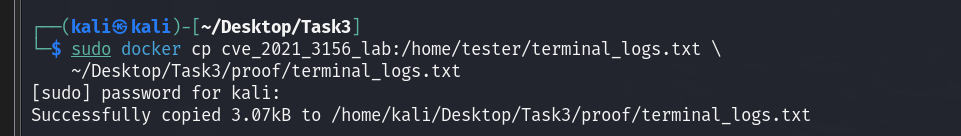 ┌──(kali㉿kali)-[~/Desktop/Task3]
└─$ sudo docker cp cve_2021_3156_lab:/home/tester/terminal_logs.txt \
    ~/Desktop/Task3/proof/terminal_logs.txt
[sudo] password for kali:
Successfully copied 3.07kB to /home/kali/Desktop/Task3/proof/terminal_logs.txt